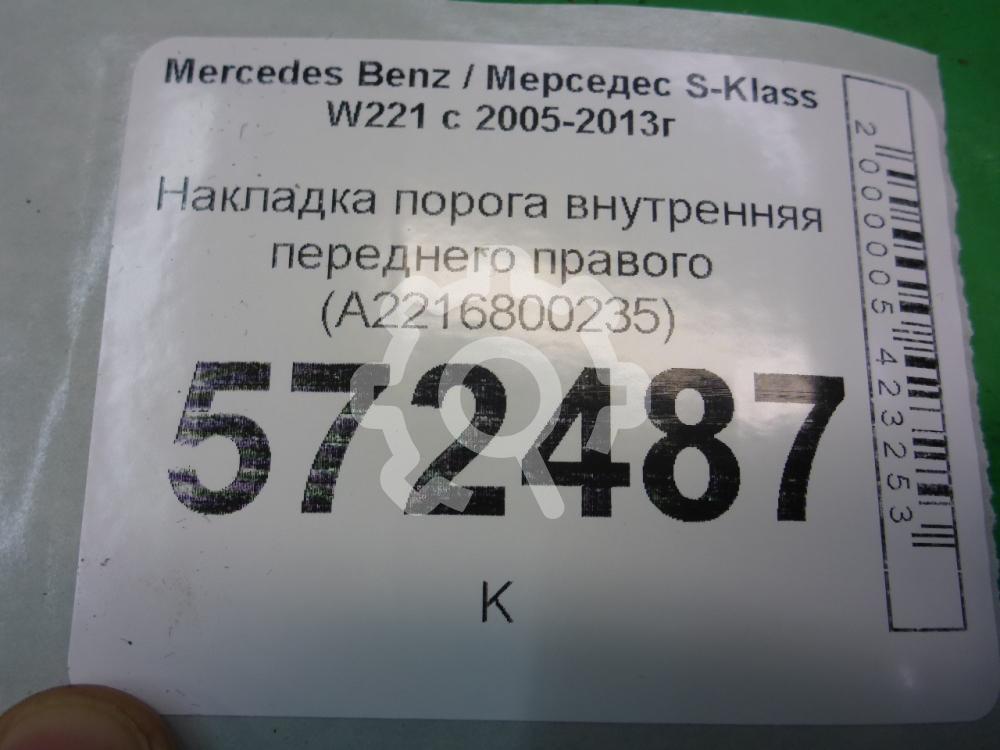 Mercedes Benz / Мерседес S-Klass
W221 с 2005-2013г
Накладка порога внутренняя
переднего правого
(A2216800235)
572487
К
2000005423253